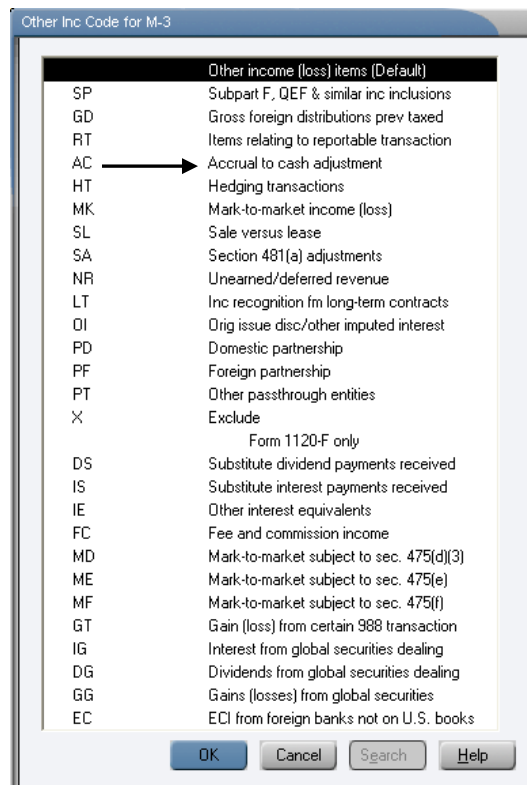 Other Inc Code for M-3
Other income (loss) items (Default)
SP Subpart F, QEF & similar inc inclusions
GD Gross foreign distributions prev taxed
RT Items relating to reportable transaction
AC Accrual to cash adjustment
HT Hedging transactions
MK Mark-to-market income (loss)
SL Sale versus lease
SA Section 481(a) adjustments
NR Unearned/deferred revenue
LT Inc recognition fm long-term contracts
OI Orig issue disc/other imputed interest
PD Domestic partnership
PF Foreign partnership
PT Other passthrough entities
X Exclude
Form 1120-F only
DS Substitute dividend payments received
IS Substitute interest payments received
IE Other interest equivalents
FC Fee and commission income
MD Mark-to-market subject to sec. 475(d)(3)
ME Mark-to-market subject to sec. 475(e)
MF Mark-to-market subject to sec. 475(f)
GT Gain (loss) from certain 988 transaction
IG Interest from global securities dealing
DG Dividends from global securities dealing
GG Gains (losses) from global securities
EC ECI from foreign banks not on U.S. books
OK Cancel Search Help